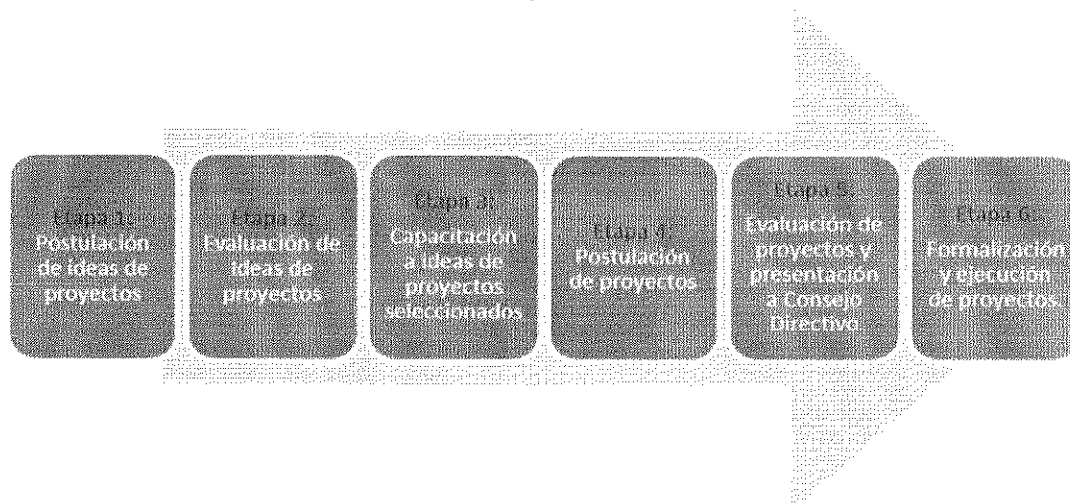 Etapa 1:
Postulación
de ideas de
proyectos
Etapa 2:
Evaluación de
ideas de
proyectos
Etapa 3:
Capacitación
a ideas de
proyectos
seleccionados
Etapa 4:
Postulación
de proyectos
Etapa 5:
Evaluación de
proyectos y
presentación
a Consejo
Directivo
Etapa 6:
Formalización
y ejecución
de proyectos.